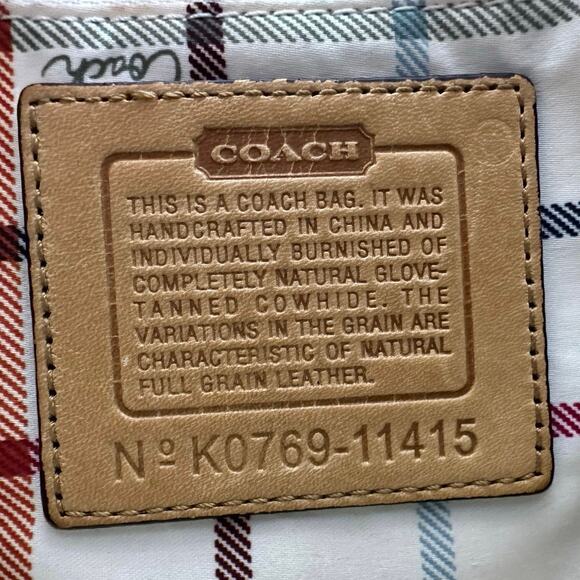 Coach
COACH
THIS IS A COACH BAG. IT WAS
HANDCRAFTED IN CHINA AND
INDIVIDUALLY BURNISHED OF
COMPLETELY NATURAL GLOVE-
TANNED COWHIDE. THE
VARIATIONS IN THE GRAIN ARE
CHARACTERISTIC OF NATURAL
FULL GRAIN LEATHER.
Nº K0769-11415